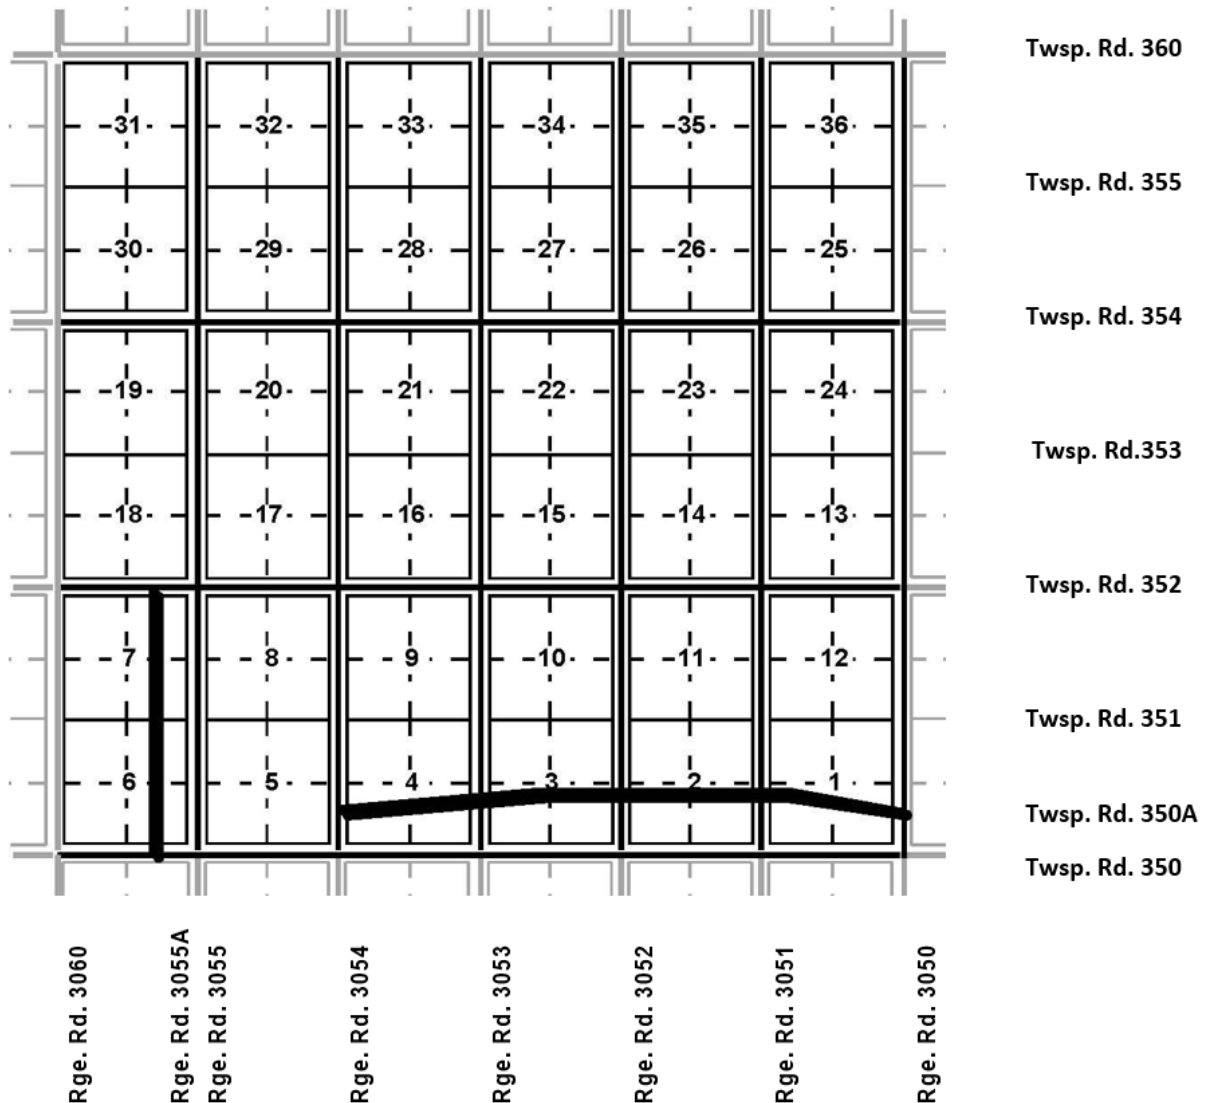 Twsp. Rd. 360
31 32 33 34 35 36
Twsp. Rd. 355
30 29 28 27 26 25
Twsp. Rd. 354
19 20 21 22 23 24
Twsp. Rd.353
18 17 16 15 14 13
Twsp. Rd. 352
7 8 9 10 11 12
Twsp. Rd. 351
6 5 4 3 2 1
Twsp. Rd. 350A
Twsp. Rd. 350
Rge. Rd. 3060
Rge. Rd. 3055A
Rge. Rd. 3055
Rge. Rd. 3054
Rge. Rd. 3053
Rge. Rd. 3052
Rge. Rd. 3051
Rge. Rd. 3050